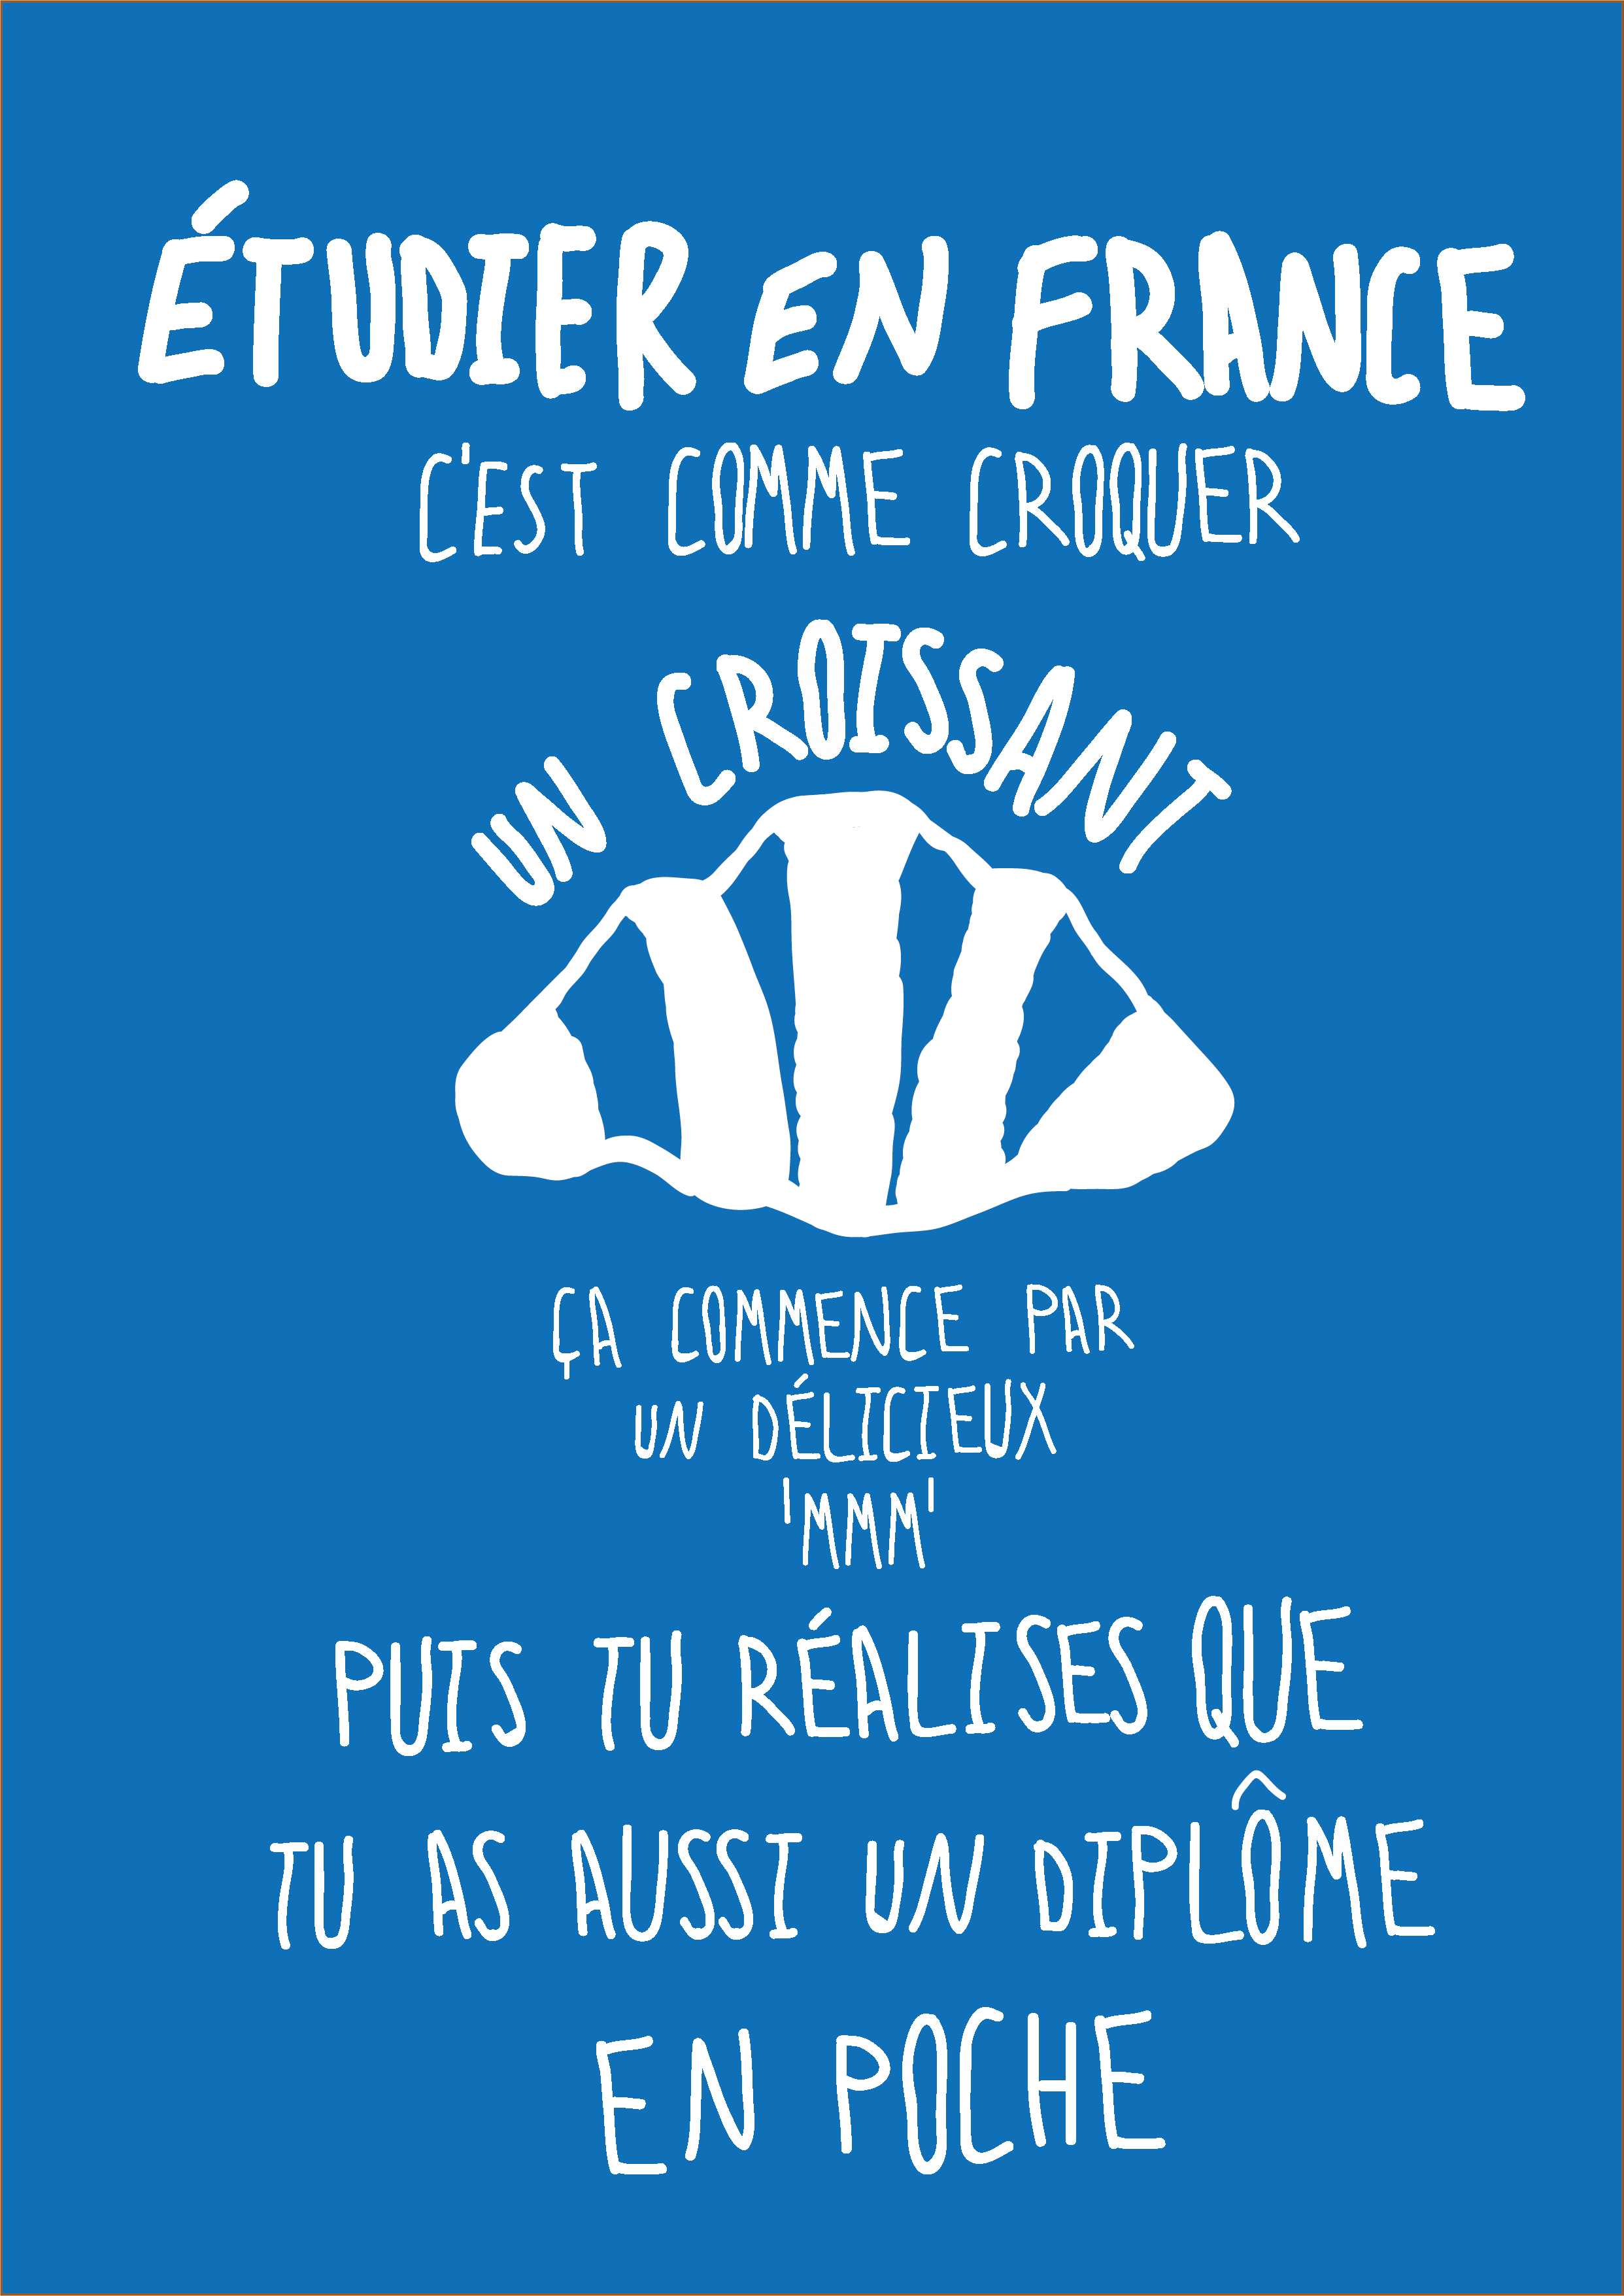 ÉTUDIER EN FRANCE
C'EST COMME CROQUER
UN CROISSANT
ÇA COMMENCE PAR
UN DÉLICIEUX
'MMM'
PUIS TU RÉALISES QUE
TU AS AUSSI UN DIPLÔME
EN POCHE